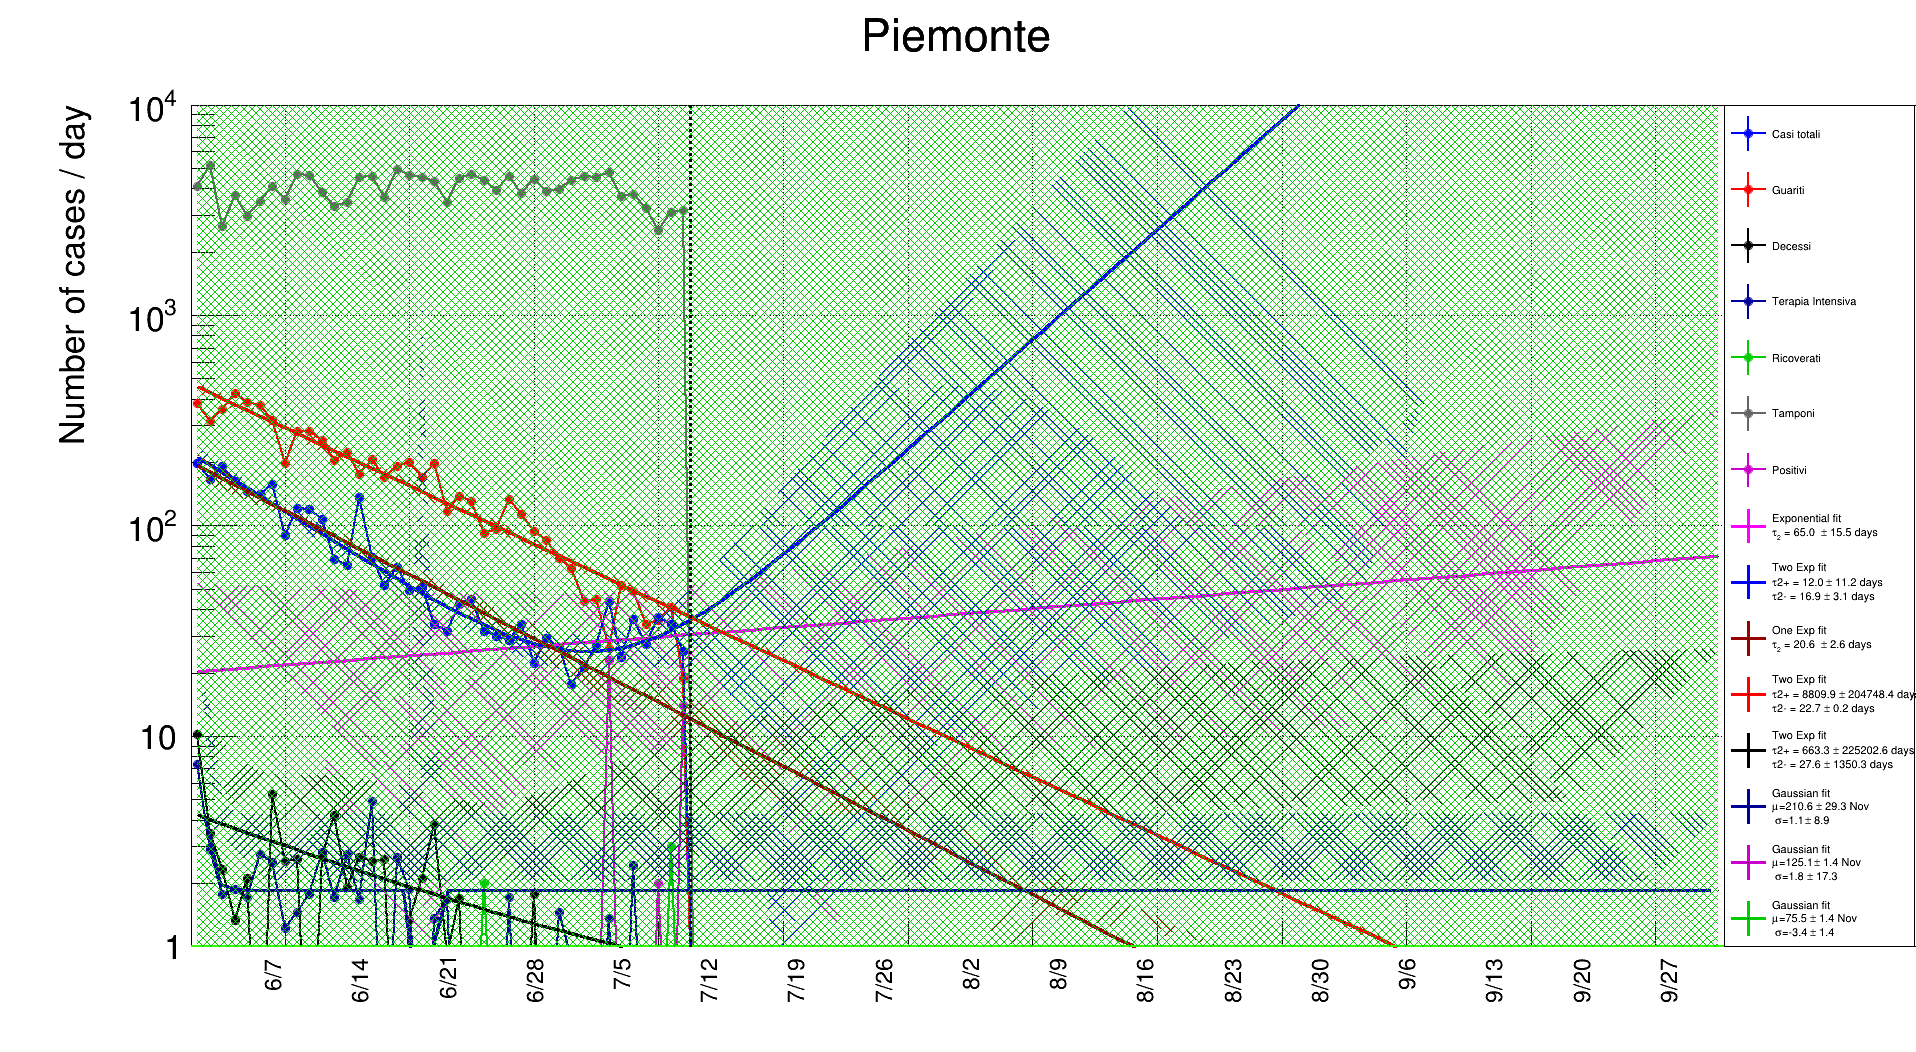 Piemonte
Number of cases / day
10^4
10^3
10^2
10
1
6/7
6/14
6/21
6/28
7/5
7/12
7/19
7/26
8/2
8/9
8/16
8/23
8/30
9/6
9/13
9/20
9/27
Casi totali
Guariti
Decessi
Terapia Intensiva
Ricoverati
Tamponi
Positivi
Exponential fit
τ₂ = 65.0 ± 15.5 days
Two Exp fit
τ2+ = 12.0 ± 11.2 days
τ2- = 16.9 ± 3.1 days
One Exp fit
τ₂ = 20.6 ± 2.6 days
Two Exp fit
τ2+ = 8809.9 ± 204748.4 days
τ2- = 22.7 ± 0.2 days
Two Exp fit
τ2+ = 663.3 ± 225202.6 days
τ2- = 27.6 ± 1350.3 days
Gaussian fit
μ=210.6 ± 29.3 Nov
σ=1.1 ± 8.9
Gaussian fit
μ=125.1 ± 1.4 Nov
σ=1.8 ± 17.3
Gaussian fit
μ=75.5 ± 1.4 Nov
σ=-3.4 ± 1.4